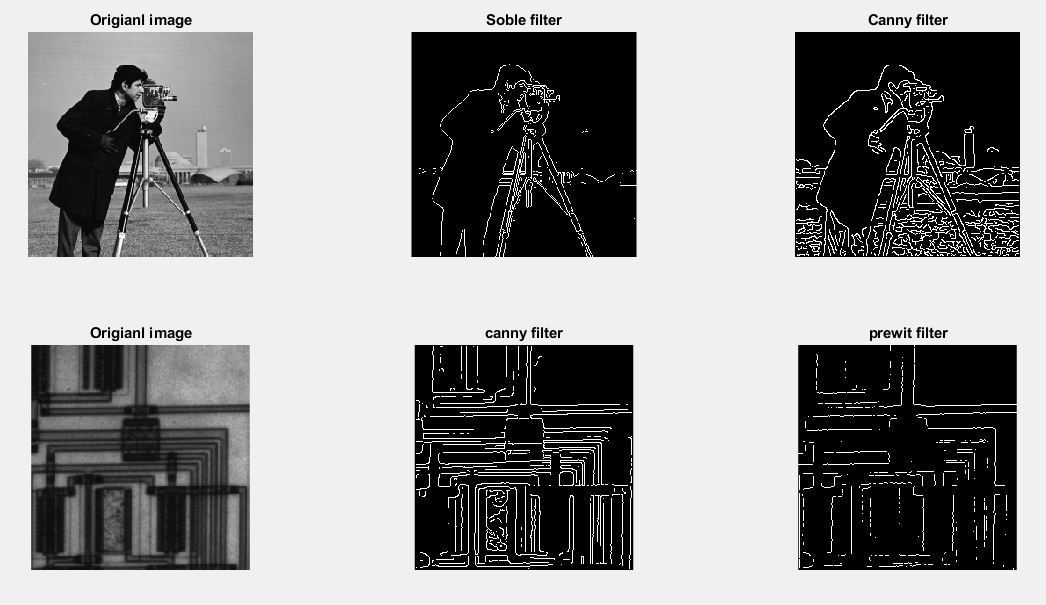 Origianl image
Soble filter
Canny filter
Origianl image
canny filter
prewit filter